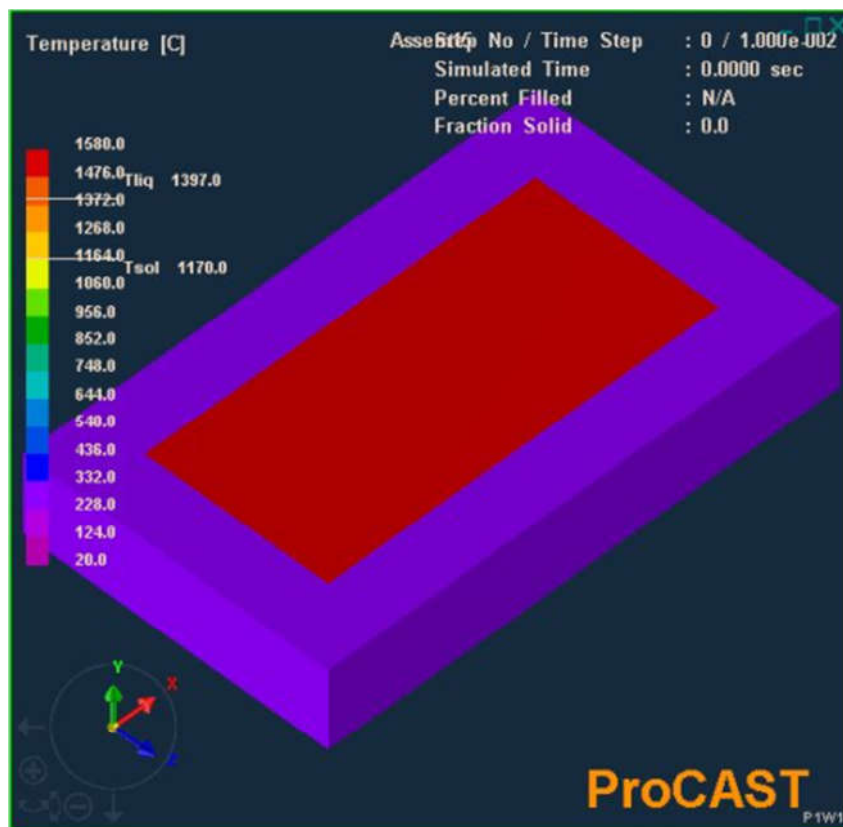 Temperature [C]
Step No / Time Step : 0 / 1.000e-002
Simulated Time : 0.0000 sec
Percent Filled : N/A
Fraction Solid : 0.0
1580.0
1476.0
Tliq 1397.0
1372.0
1268.0
1164.0
Tsol 1170.0
1060.0
956.0
852.0
748.0
644.0
540.0
436.0
332.0
228.0
124.0
20.0
Y
X
Z
ProCAST
P1W1